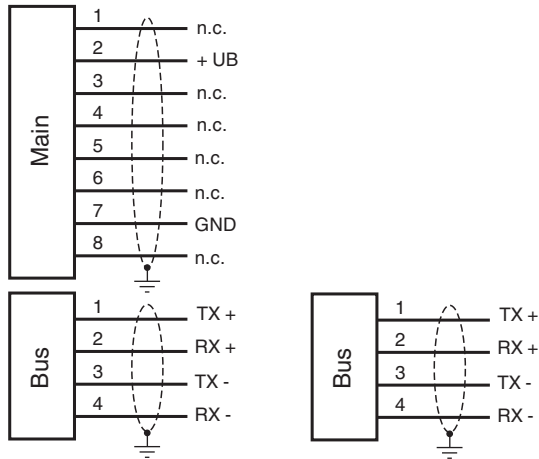 Main
1 n.c.
2 + UB
3 n.c.
4 n.c.
5 n.c.
6 n.c.
7 GND
8 n.c.
Bus
1 TX +
2 RX +
3 TX -
4 RX -
Bus
1 TX +
2 RX +
3 TX -
4 RX -